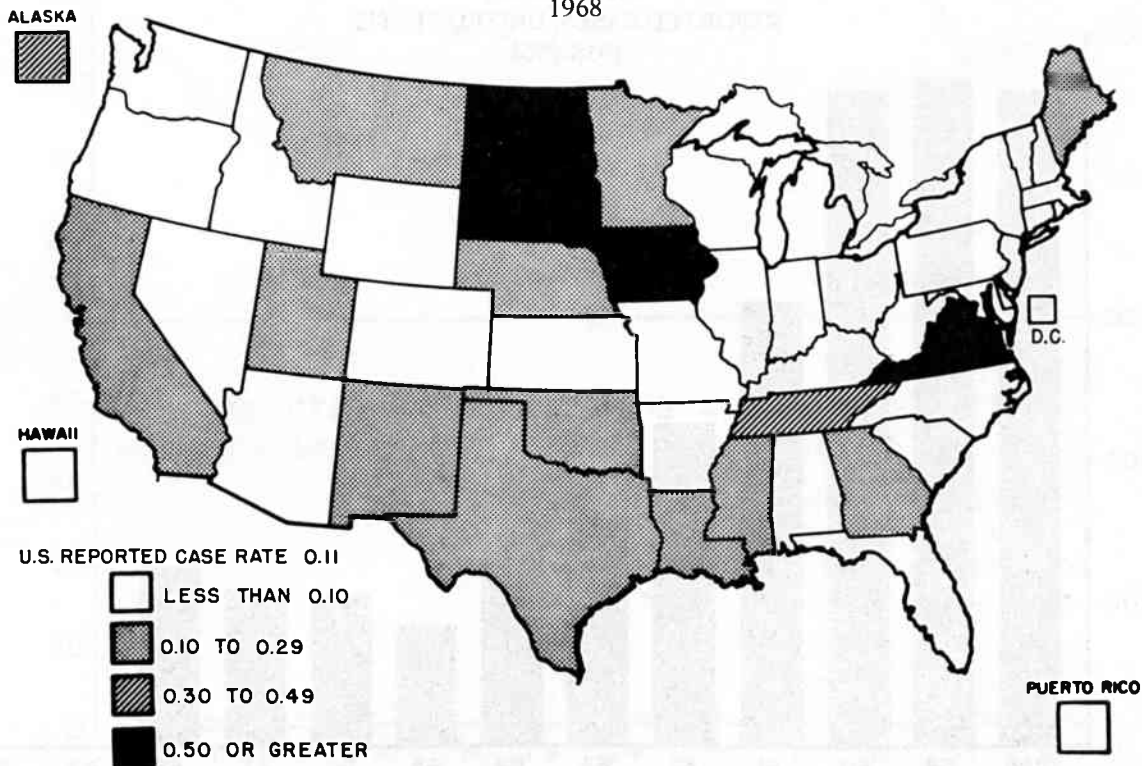 1968
ALASKA
D.C.
HAWAII
U.S. REPORTED CASE RATE 0.11
LESS THAN 0.10
0.10 TO 0.29
0.30 TO 0.49
0.50 OR GREATER
PUERTO RICO